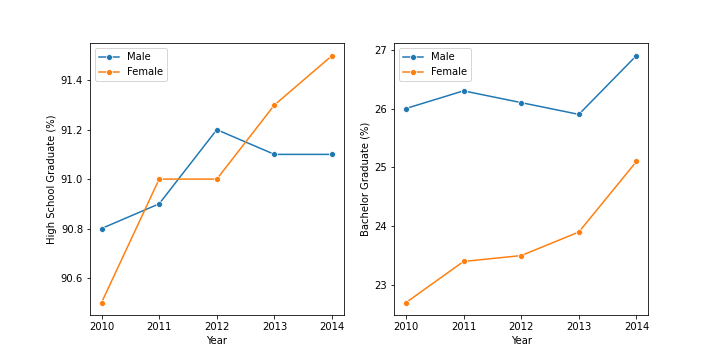 Male
Female
High School Graduate (%)
91.4
91.2
91.0
90.8
90.6
2010 2011 2012 2013 2014
Year
Male
Female
Bachelor Graduate (%)
27
26
25
24
23
2010 2011 2012 2013 2014
Year